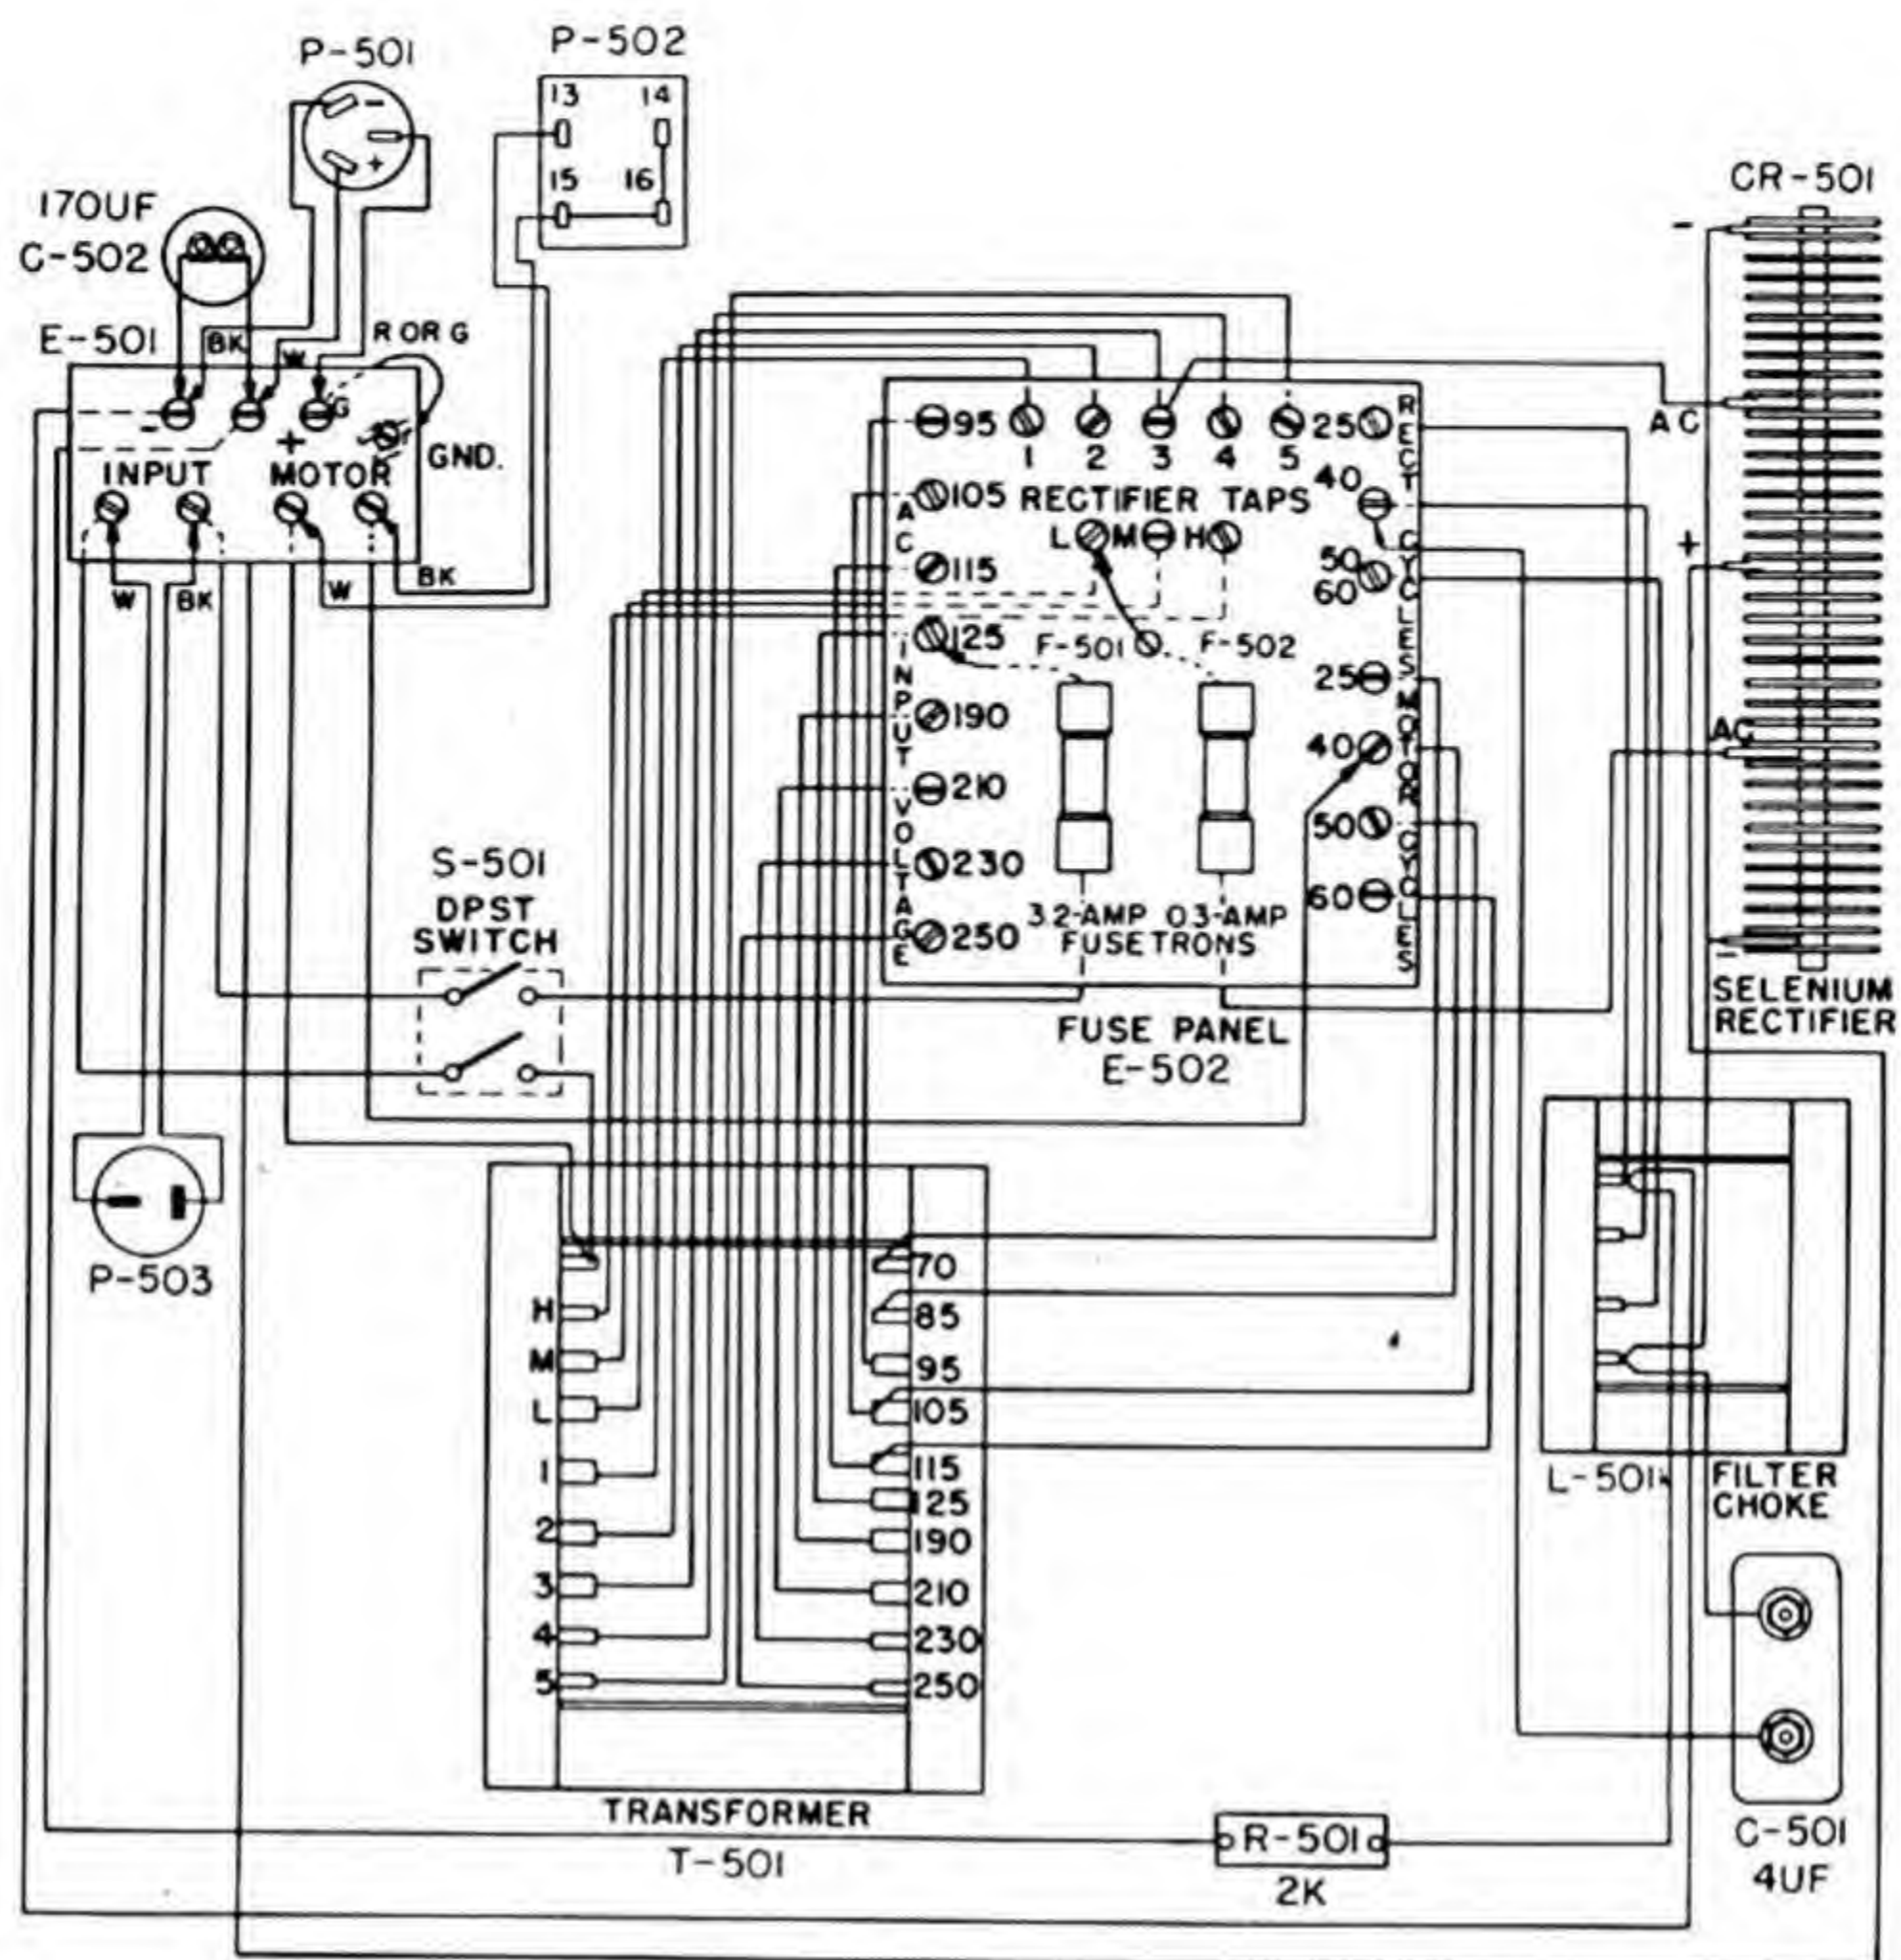 P-501
-
+
P-502
13 14
15 16
170UF
C-502
E-501
BK
W
R OR G
-
+
G
GND.
INPUT MOTOR
W BK
W
BK
CR-501
-
AC
+
AC
-
SELENIUM
RECTIFIER
95 1 2 3 4 5 25
RECTIFIER TAPS
L M H
AC INPUT VOLTAGE
105
115
125
190
210
230
250
RECT CYCLES
40
50
60
MOTOR CYCLES
25
40
50
60
F-501 F-502
3.2-AMP 0.3-AMP
FUSETRONS
FUSE PANEL
E-502
S-501
DPST
SWITCH
P-503
H
M
L
1
2
3
4
5
70
85
95
105
115
125
190
210
230
250
TRANSFORMER
T-501
L-501
FILTER
CHOKE
R-501
2K
C-501
4UF